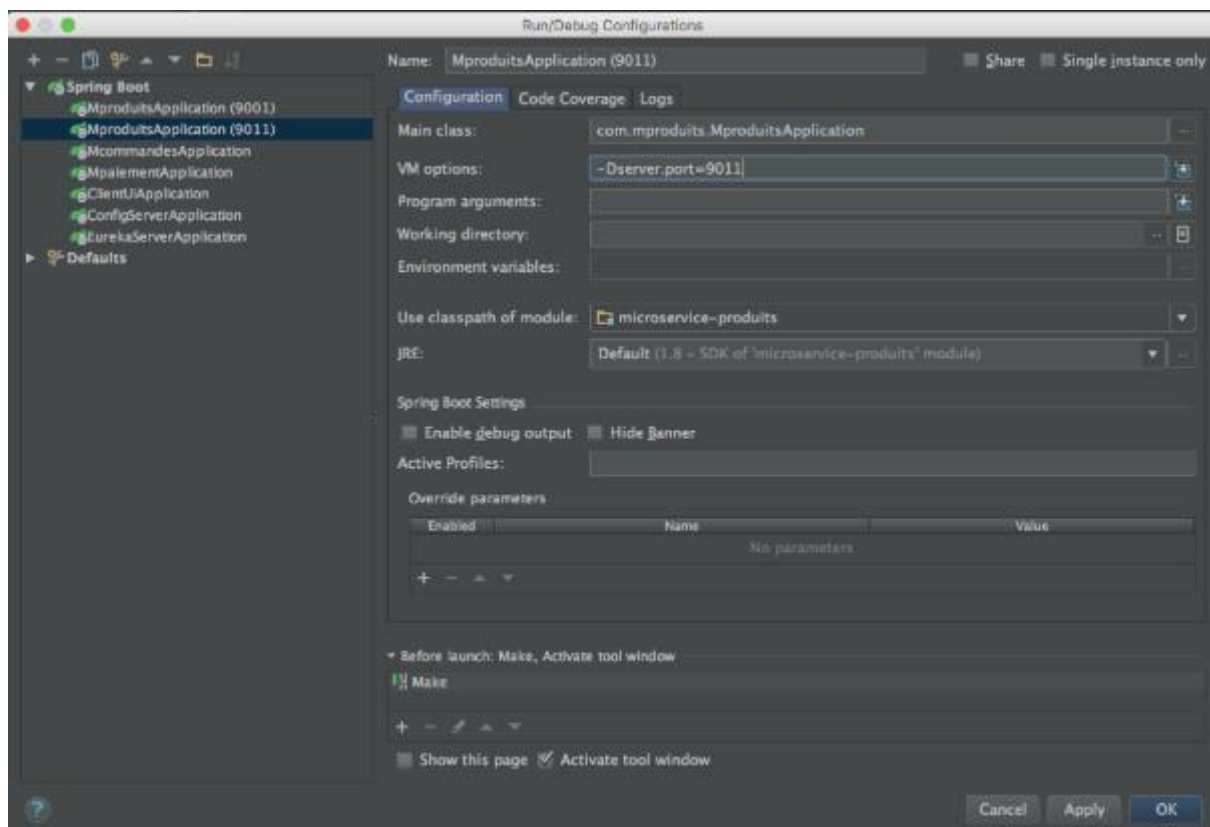 Run/Debug Configurations
Name: MproduitsApplication (9011) Share Single instance only
Spring Boot
MproduitsApplication (9001)
MproduitsApplication (9011)
McommandesApplication
MpaiementApplication
ClientUiApplication
ConfigServerApplication
EurekaServerApplication
Defaults
Configuration Code Coverage Logs
Main class: com.mproduits.MproduitsApplication ...
VM options: -Dserver.port=9011
Program arguments:
Working directory:
Environment variables:
Use classpath of module: microservice-produits
JRE: Default (1.8 - SDK of 'microservice-produits' module)
Spring Boot Settings
Enable debug output Hide Banner
Active Profiles:
Override parameters
Enabled Name Value
No parameters
Before launch: Make, Activate tool window
Make
Show this page Activate tool window
? Cancel Apply OK